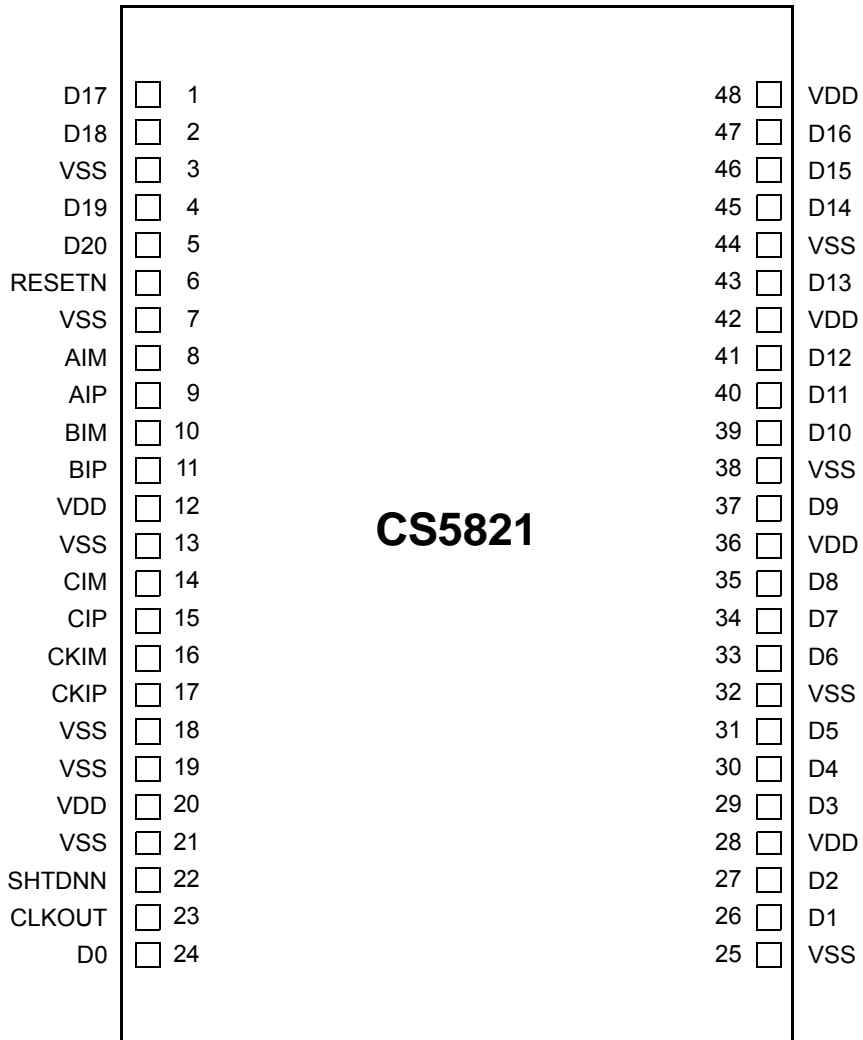 D17 1 48 VDD
D18 2 47 D16
VSS 3 46 D15
D19 4 45 D14
D20 5 44 VSS
RESETN 6 43 D13
VSS 7 42 VDD
AIM 8 41 D12
AIP 9 40 D11
BIM 10 39 D10
BIP 11 38 VSS
VDD 12 37 D9
CS5821
VSS 13 36 VDD
CIM 14 35 D8
CIP 15 34 D7
CKIM 16 33 D6
CKIP 17 32 VSS
VSS 18 31 D5
VSS 19 30 D4
VDD 20 29 D3
VSS 21 28 VDD
SHTDNN 22 27 D2
CLKOUT 23 26 D1
D0 24 25 VSS